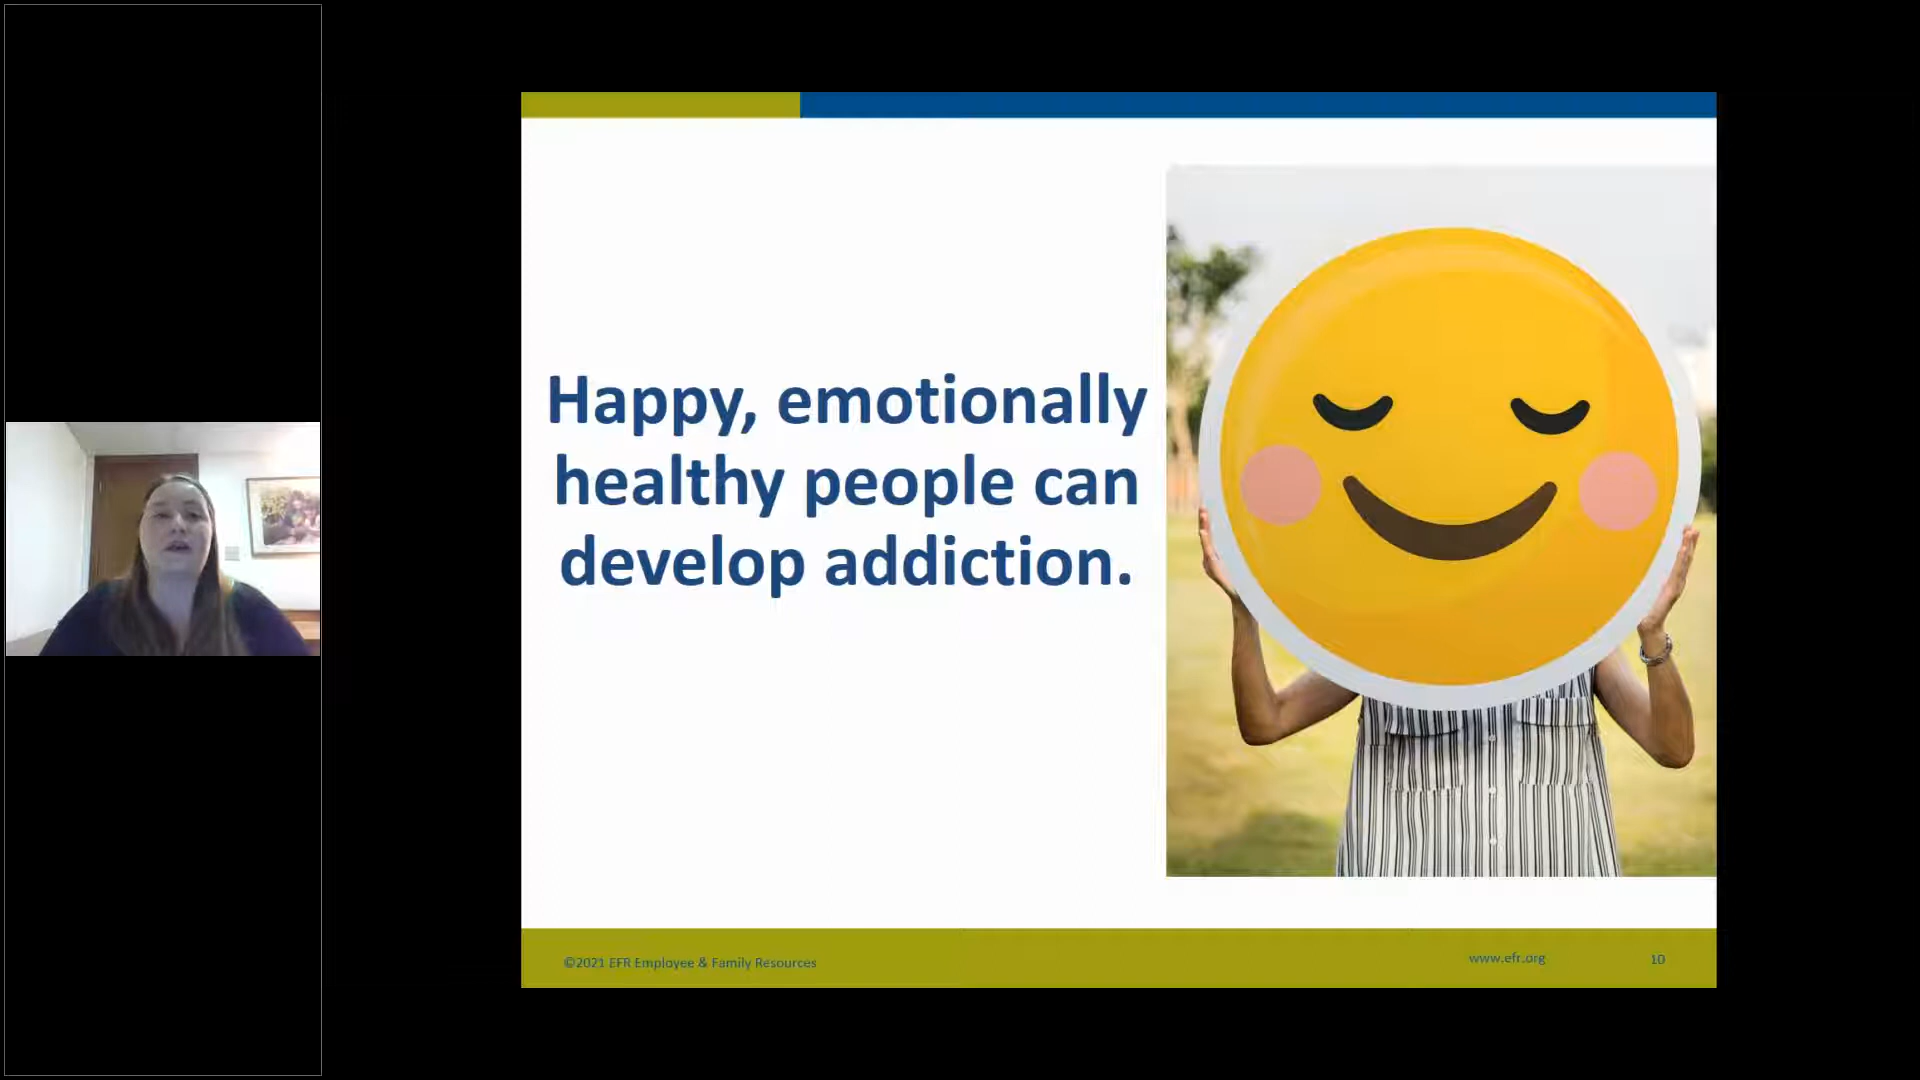 Happy, emotionally
healthy people can
develop addiction.
©2021 EFR Employee & Family Resources
www.efr.org
10